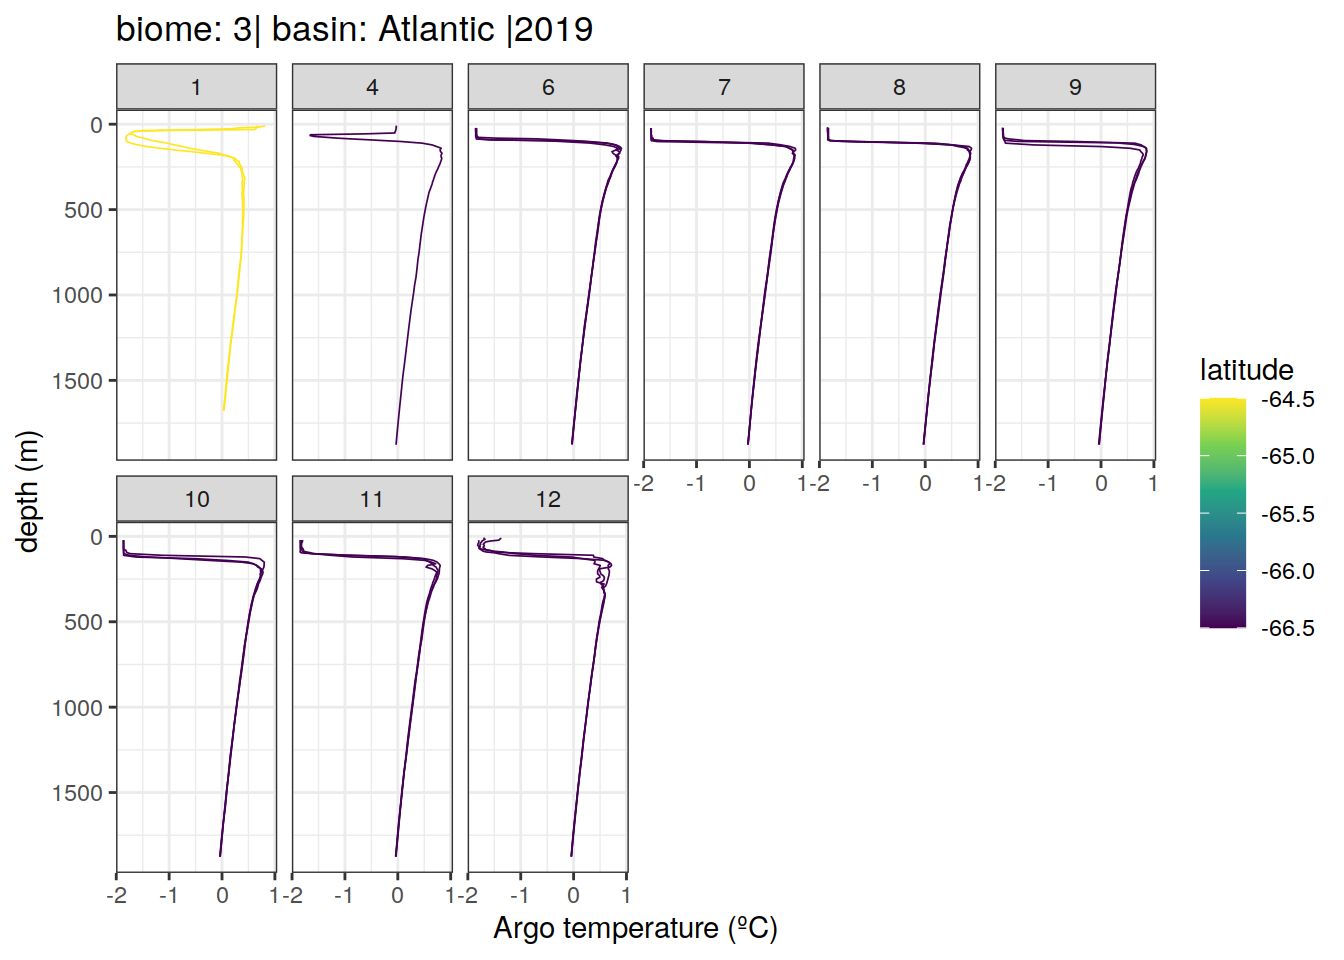 biome: 3| basin: Atlantic |2019
1 4 6 7 8 9
0
500
1000
1500
-2 -1 0 1 -2 -1 0 1 -2 -1 0 1
10 11 12
0
500
1000
1500
-2 -1 0 1 -2 -1 0 1 -2 -1 0 1
depth (m)
Argo temperature (ºC)
latitude
-64.5
-65.0
-65.5
-66.0
-66.5